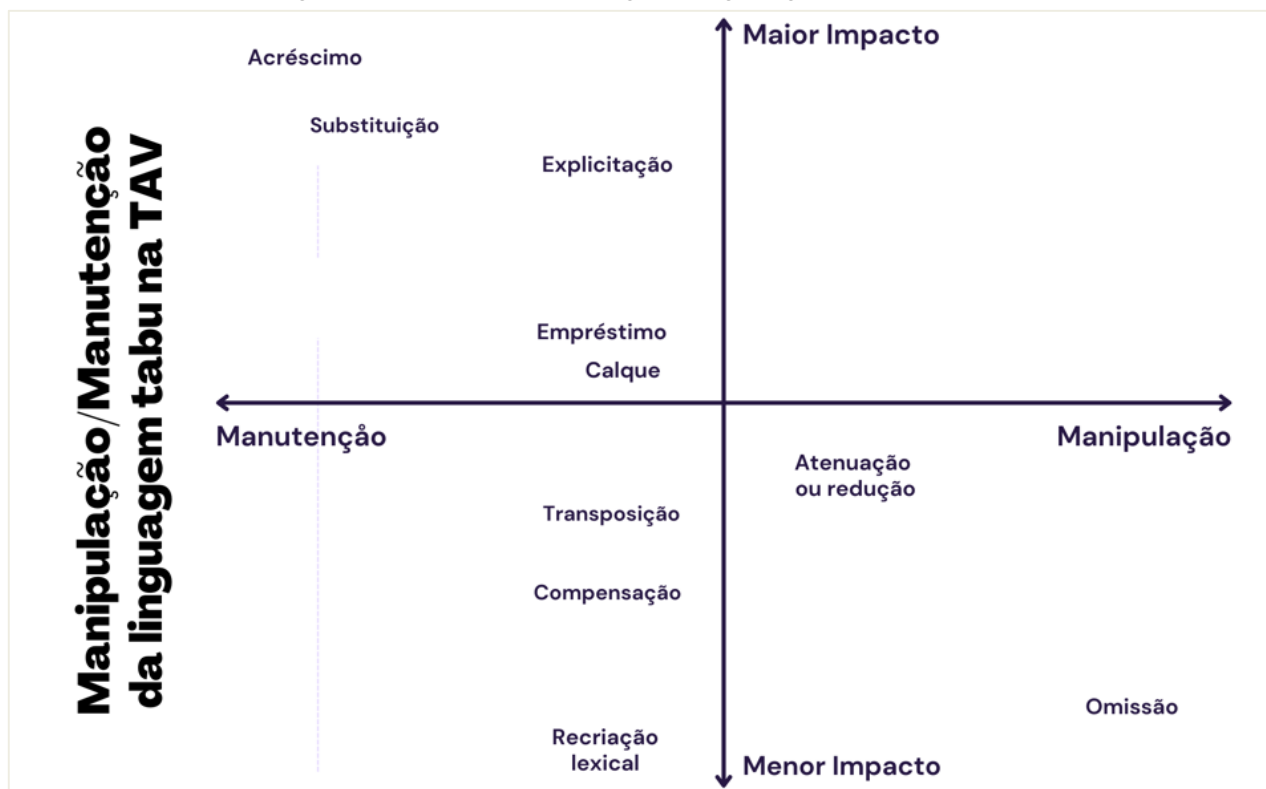 Manipulação/Manutenção
da linguagem tabu na TAV
Maior Impacto
Acréscimo
Substituição
Explicitação
Empréstimo
Calque
Manutençåo
Manipulação
Atenuação
ou redução
Transposição
Compensação
Omissão
Recriação
lexical
Menor Impacto